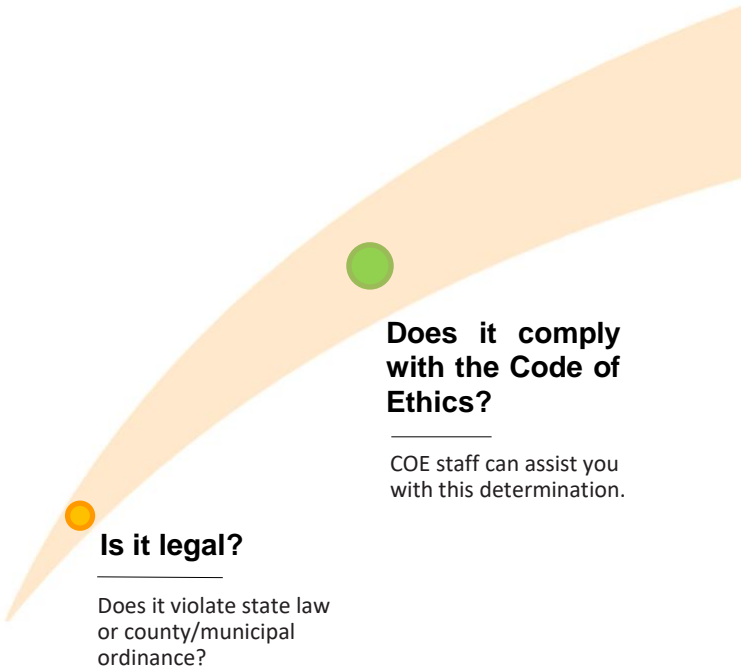 Does it comply
with the Code of
Ethics?
COE staff can assist you
with this determination.
Is it legal?
Does it violate state law
or county/municipal
ordinance?